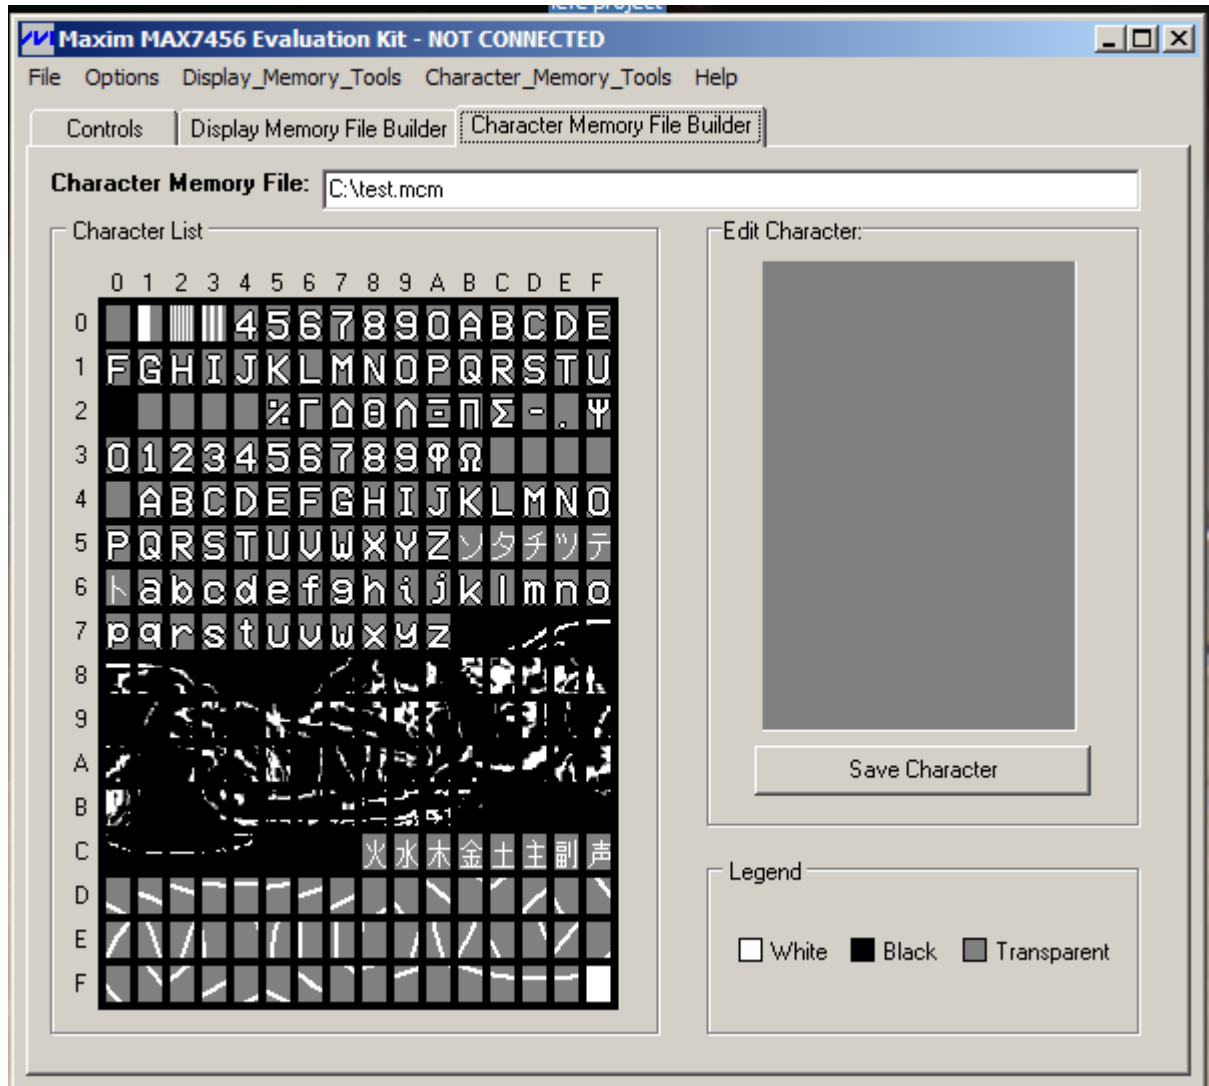 Maxim MAX7456 Evaluation Kit - NOT CONNECTED
File Options Display_Memory_Tools Character_Memory_Tools Help
Controls Display Memory File Builder Character Memory File Builder
Character Memory File: C:\test.mcm
Character List
0 1 2 3 4 5 6 7 8 9 A B C D E F
0 4 5 6 7 8 9 0 A B C D E
1 F G H I J K L M N O P Q R S T U
2 % Γ Δ Θ Λ Ξ Π Σ - . Ψ
3 0 1 2 3 4 5 6 7 8 9 Φ Ω
4 A B C D E F G H I J K L M N O
5 P Q R S T U V W X Y Z ソ タ チ ツ テ
6 ト a b c d e f g h i j k l m n o
7 p q r s t u v w x y z
8
9
A
B
C 火 水 木 金 土 主 副 声
D
E
F
Edit Character:
Save Character
Legend
White Black Transparent